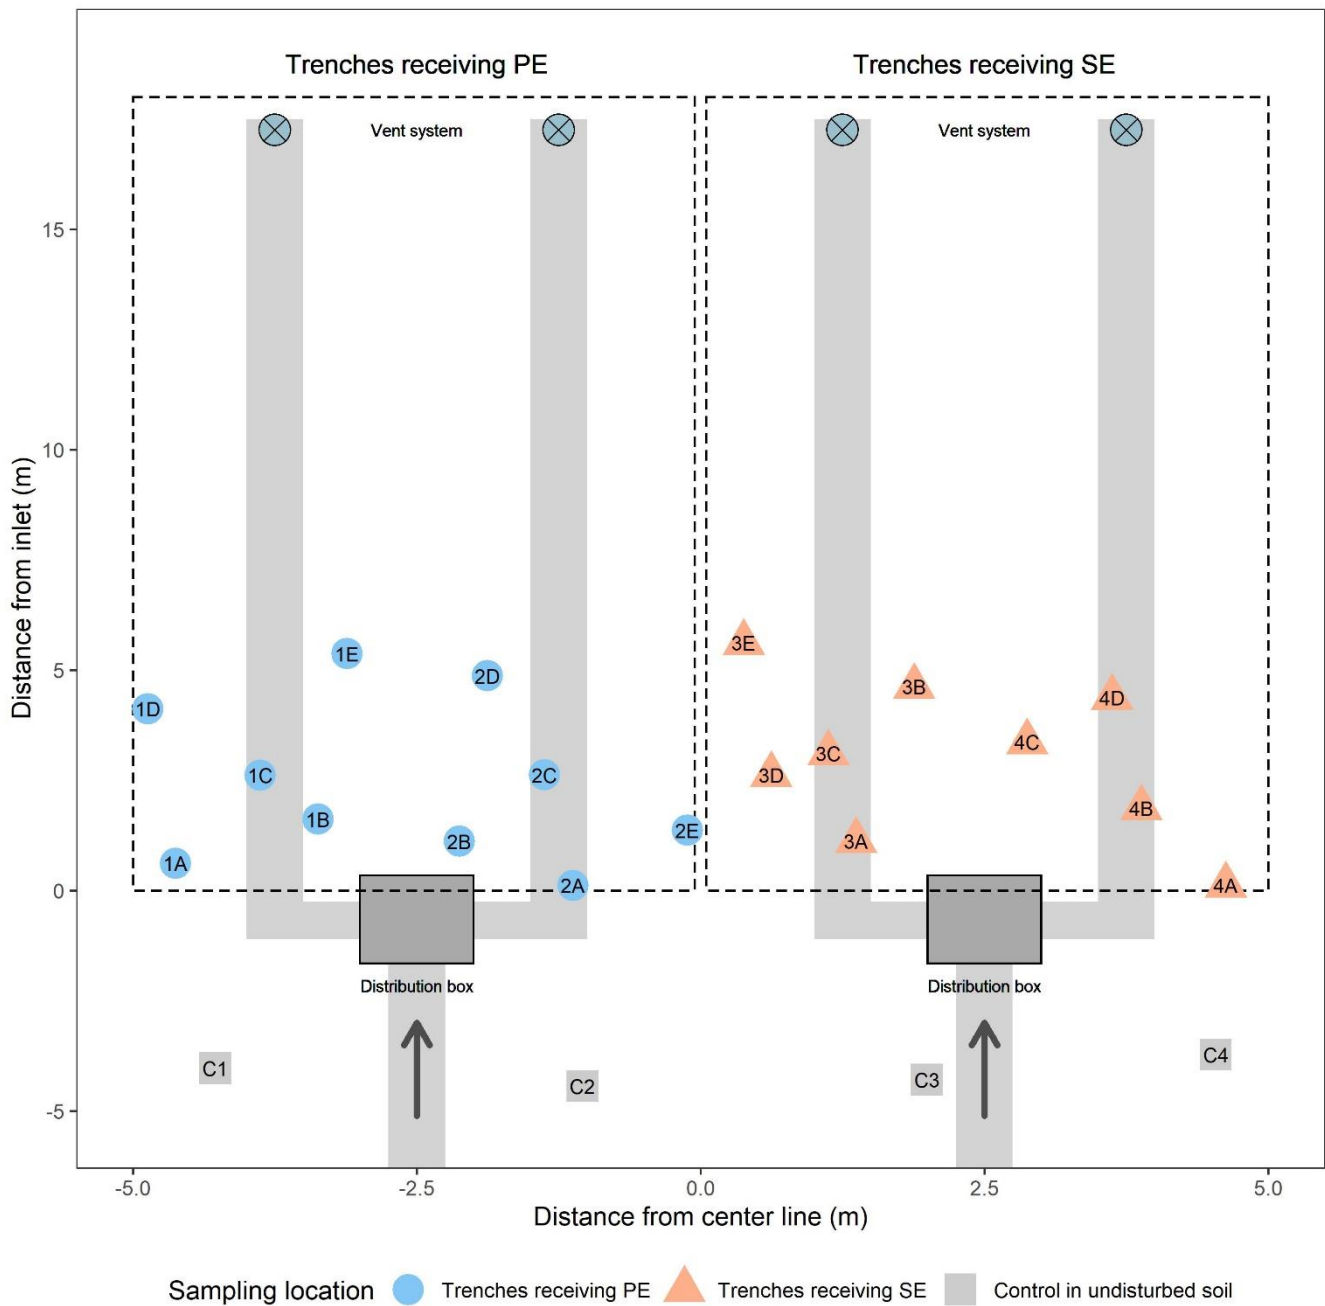 Trenches receiving PE
Trenches receiving SE
Vent system
Vent system
15
10
5
0
-5
Distance from inlet (m)
3E
1E
2D
3B
4D
1D
4C
3C
1C
2C
3D
4B
1B
2E
2B
3A
1A
2A
4A
Distribution box
Distribution box
C4
C1
C3
C2
-5.0
-2.5
0.0
2.5
5.0
Distance from center line (m)
Sampling location
Trenches receiving PE
Trenches receiving SE
Control in undisturbed soil